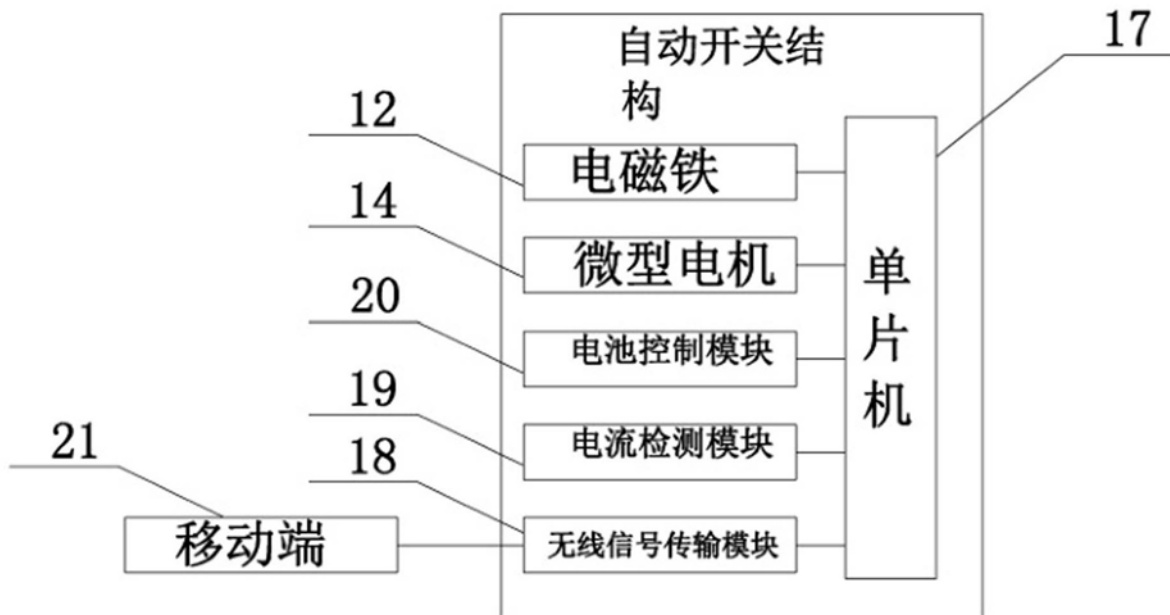 自动开关结
构
17
12
电磁铁
14
微型电机
20
电池控制模块
19
电流检测模块
18
无线信号传输模块
21
移动端
单片机